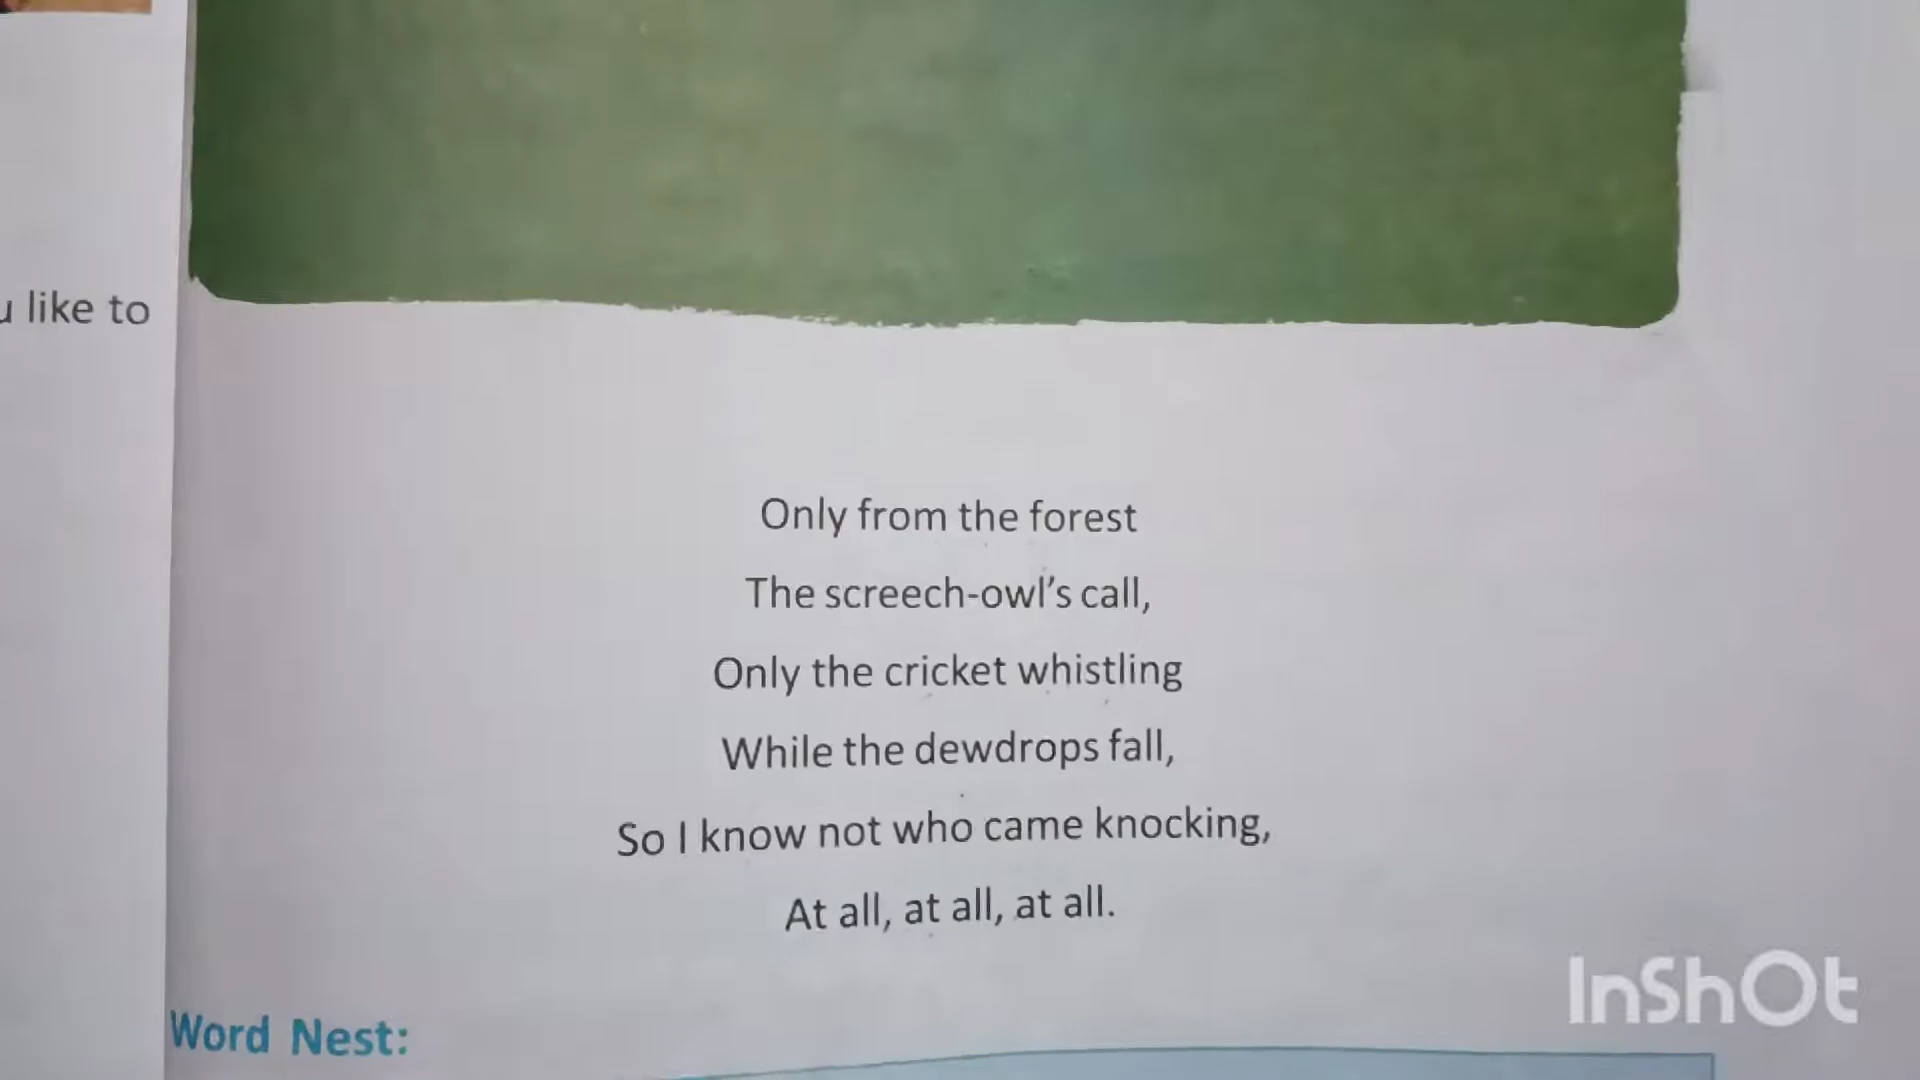 u like to
Only from the forest
The screech-owl's call,
Only the cricket whistling
While the dewdrops fall,
So I know not who came knocking,
At all, at all, at all.
Word Nest:
InShOt